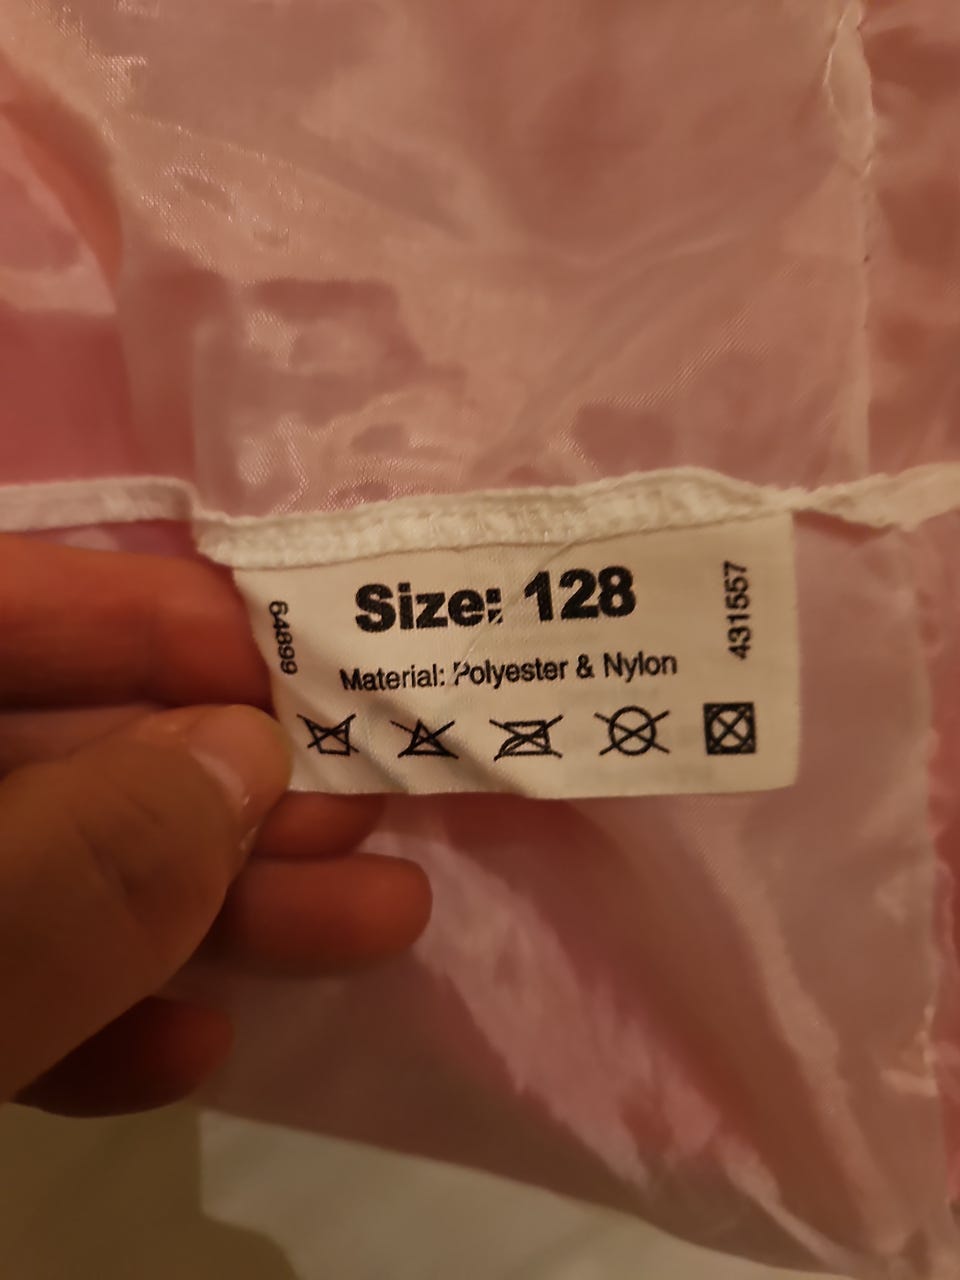 Size: 128
Material: Polyester & Nylon
64899
431557